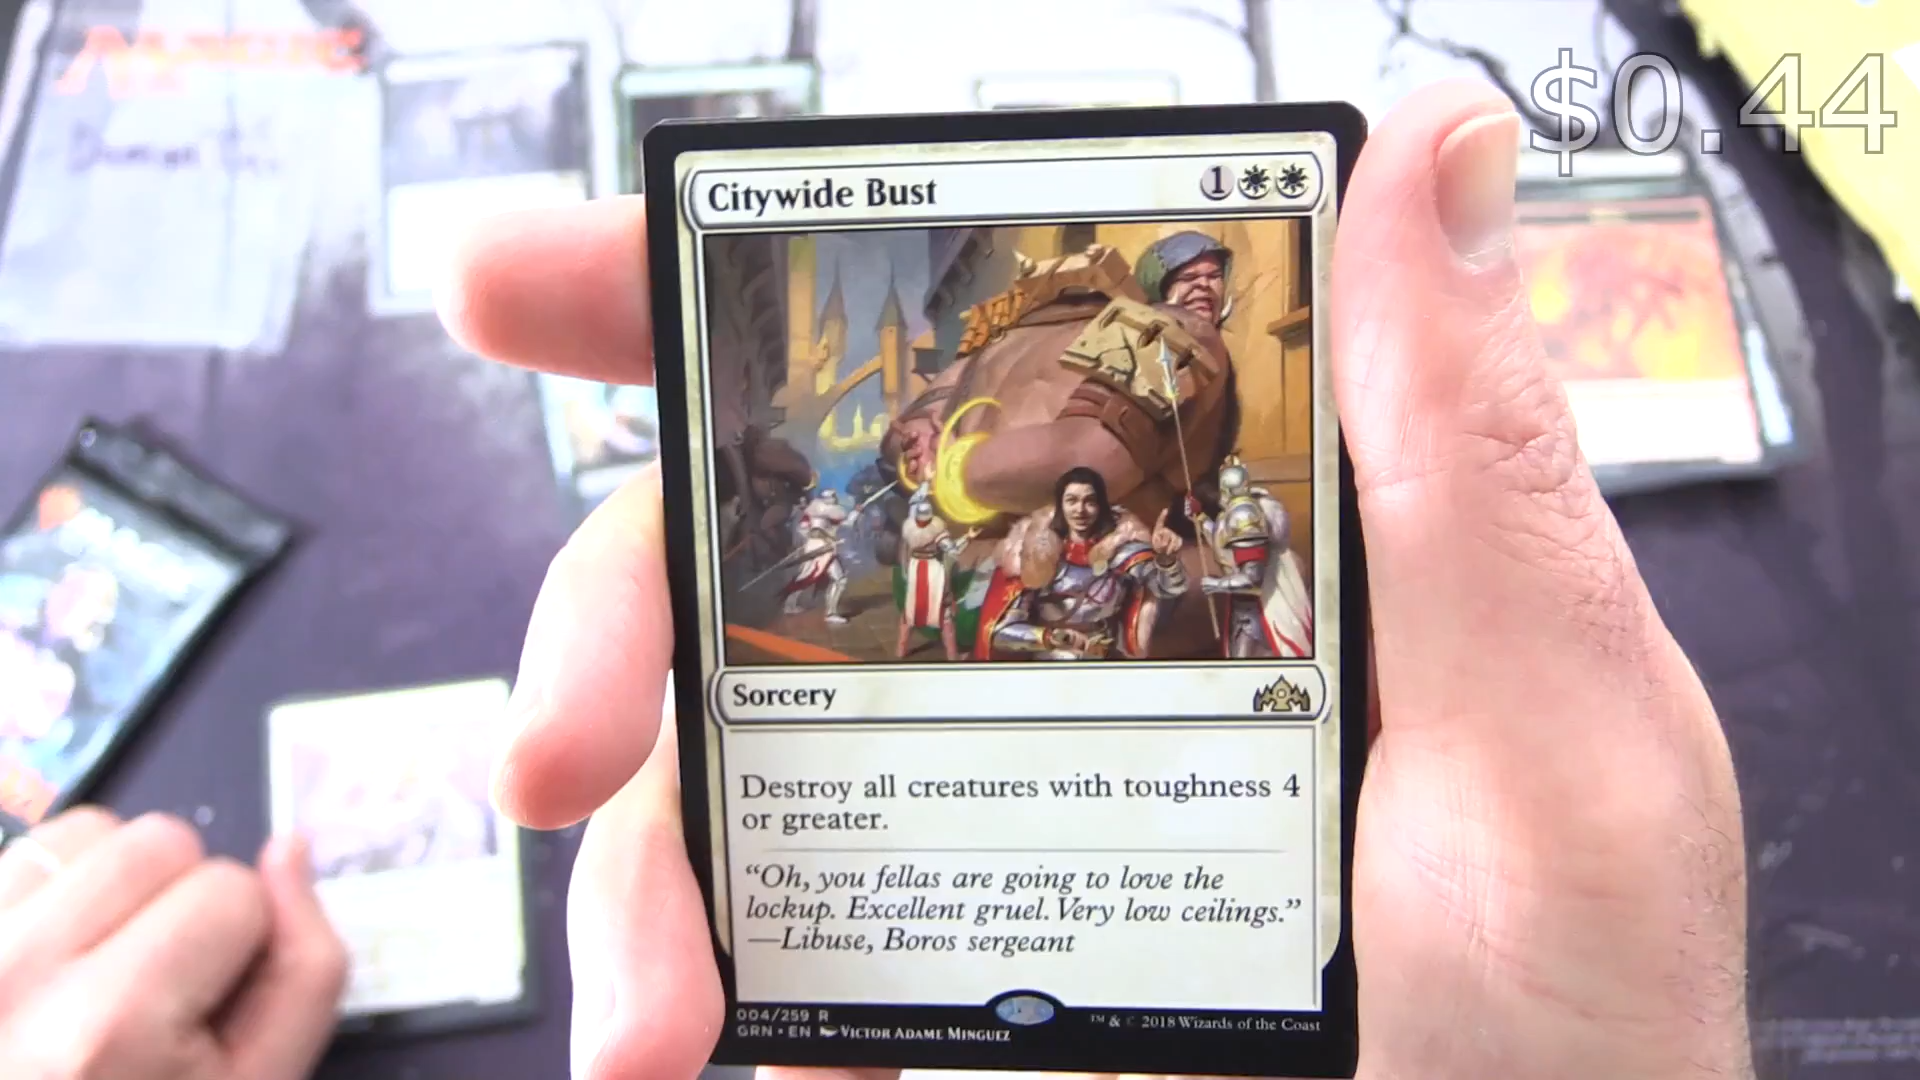 $0.44
MAGIC
Citywide Bust 1
Sorcery
Destroy all creatures with toughness 4
or greater.
“Oh, you fellas are going to love the
lockup. Excellent gruel. Very low ceilings.”
—Libuse, Boros sergeant
004/259 R
GRN • EN VICTOR ADAME MINGUEZ
™ & © 2018 Wizards of the Coast